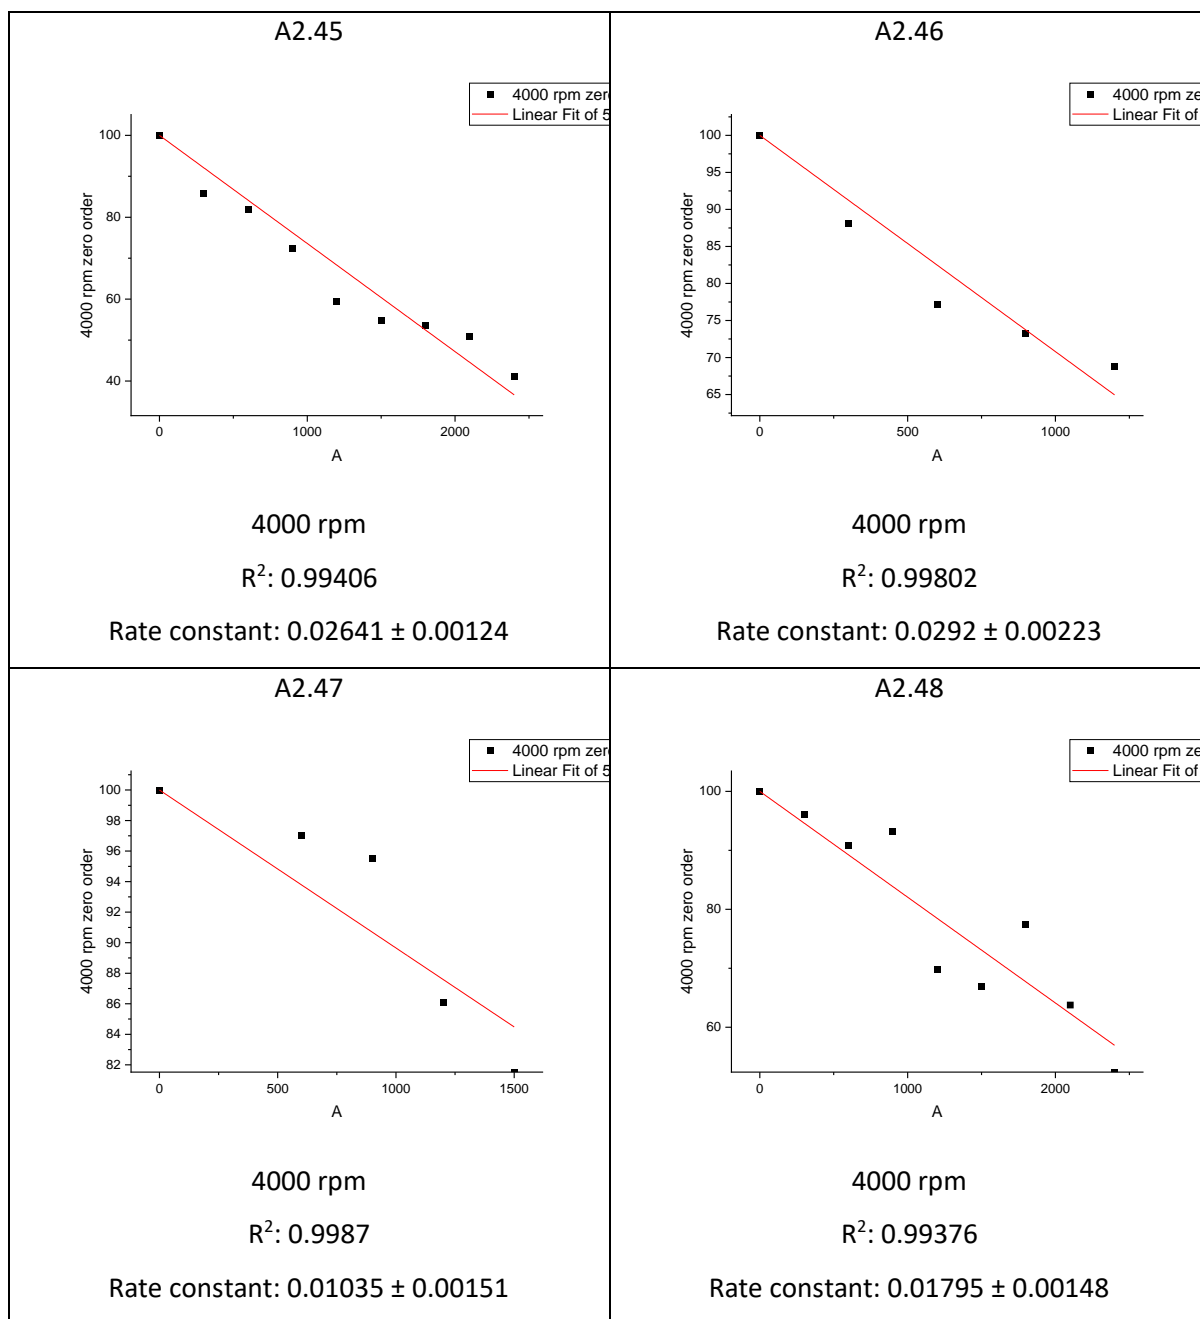 A2.45
4000 rpm zero
Linear Fit of 5
100
80
60
40
4000 rpm zero order
0
1000
2000
A
4000 rpm
R²: 0.99406
Rate constant: 0.02641 ± 0.00124
A2.46
4000 rpm ze
Linear Fit of
100
95
90
85
80
75
70
65
4000 rpm zero order
0
500
1000
A
4000 rpm
R²: 0.99802
Rate constant: 0.0292 ± 0.00223
A2.47
4000 rpm zer
Linear Fit of 5
100
98
96
94
92
90
88
86
84
82
4000 rpm zero order
0
500
1000
1500
A
4000 rpm
R²: 0.9987
Rate constant: 0.01035 ± 0.00151
A2.48
4000 rpm ze
Linear Fit of
100
80
60
4000 rpm zero order
0
1000
2000
A
4000 rpm
R²: 0.99376
Rate constant: 0.01795 ± 0.00148